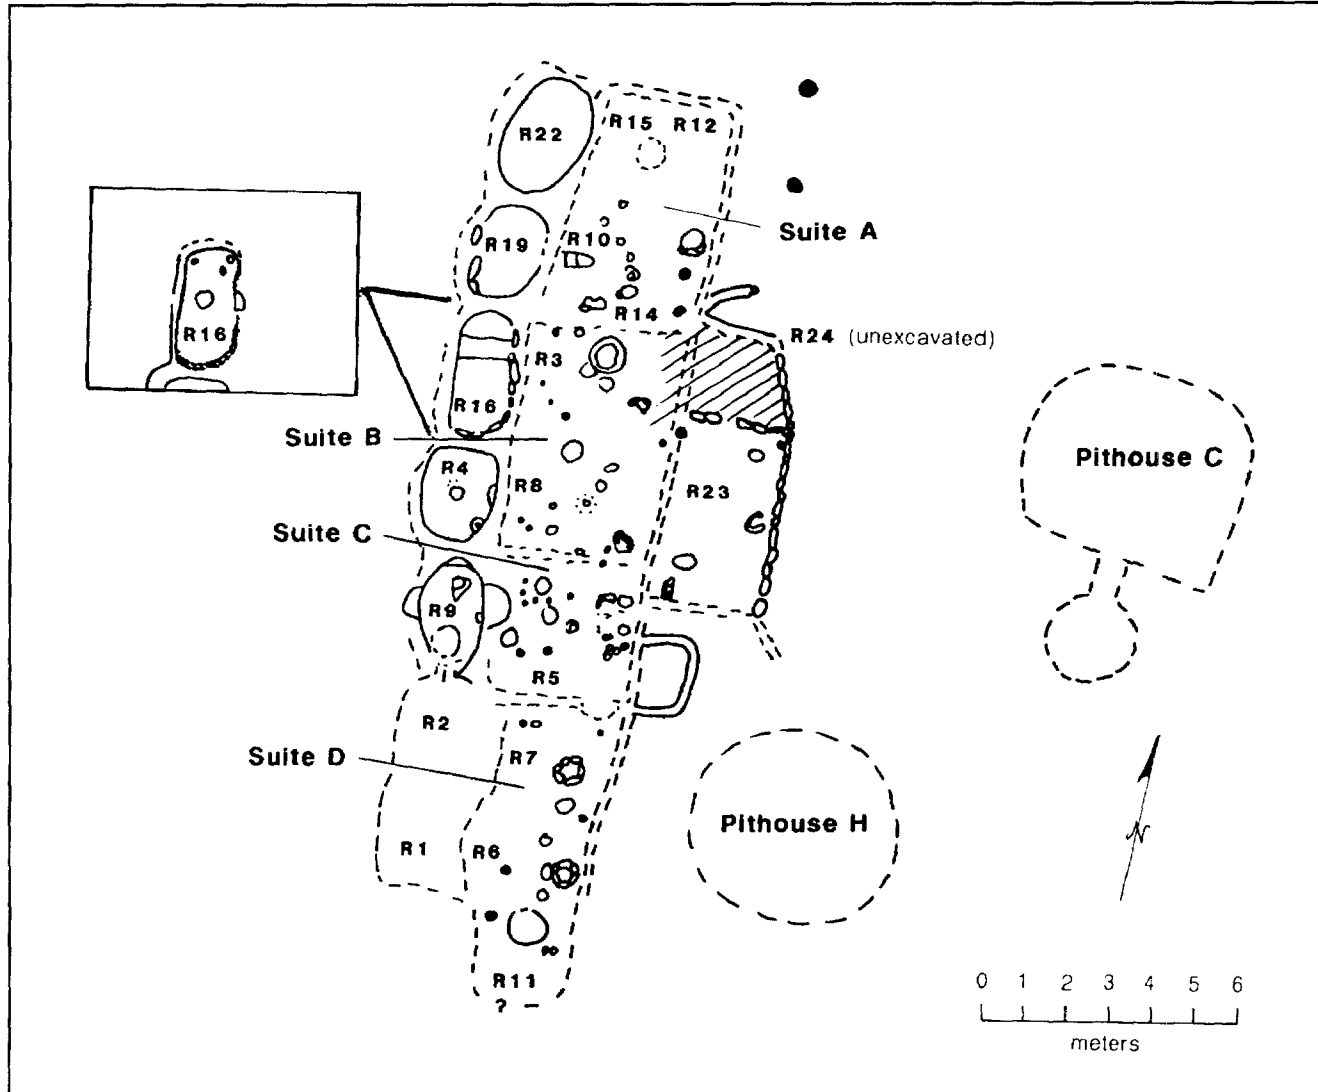 R22
R15 R12
Suite A
R19
R10
R14
R16
R24 (unexcavated)
R3
R16
Suite B
R4
Pithouse C
R8
R23
Suite C
R9
R5
R2
R7
Suite D
Pithouse H
N
R1
R6
R11
?
0 1 2 3 4 5 6
meters